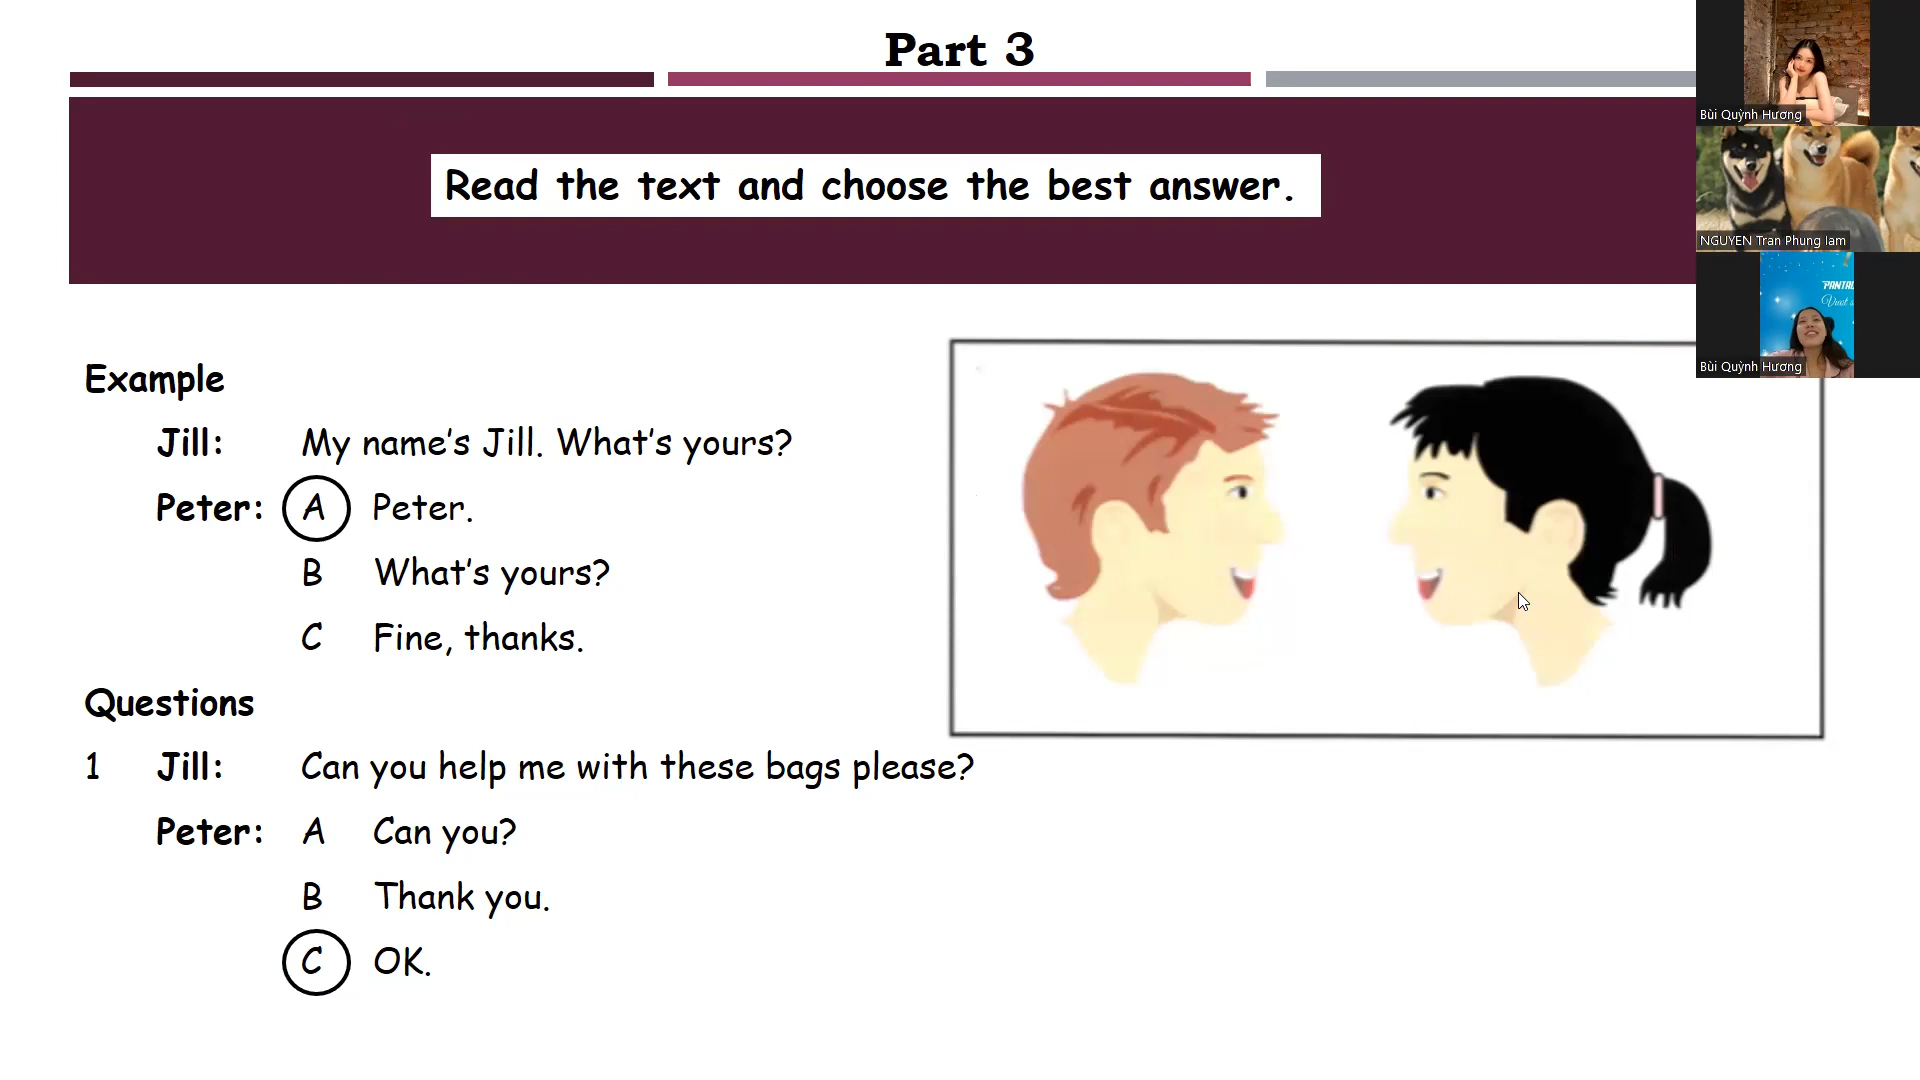 Part 3
Read the text and choose the best answer.
Example
Jill: My name's Jill. What's yours?
Peter: A Peter.
B What's yours?
C Fine, thanks.
Questions
1 Jill: Can you help me with these bags please?
Peter: A Can you?
B Thank you.
C OK.
Bùi Quỳnh Hương
NGUYEN Tran Phung lam
Bùi Quỳnh Hương